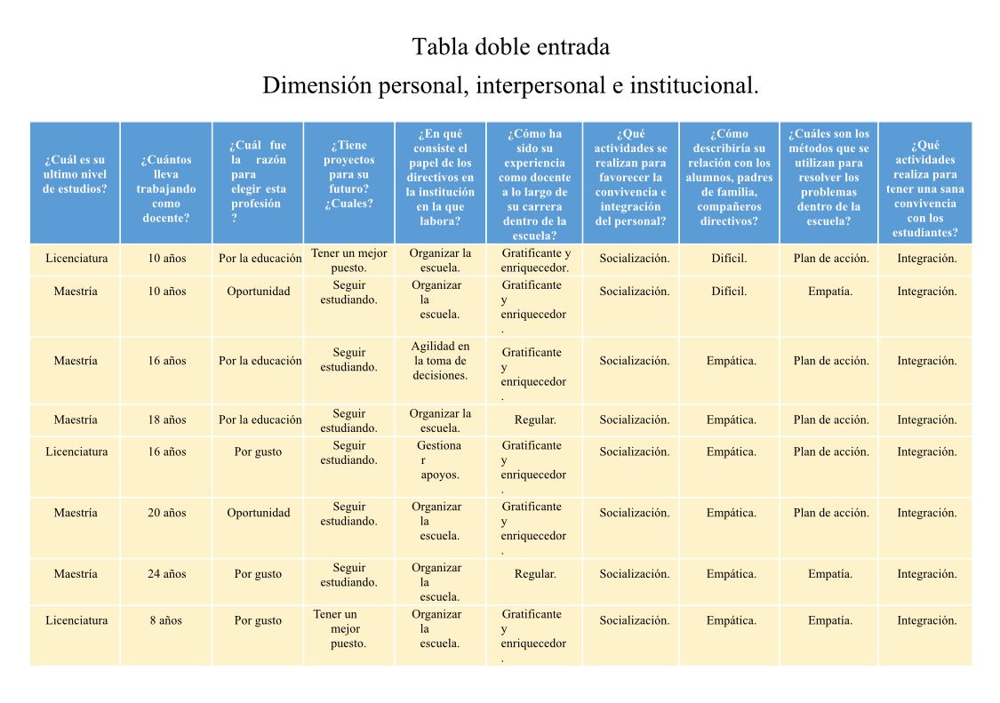 Tabla doble entrada
Dimensión personal, interpersonal e institucional.
¿Cuál es su
ultimo nivel
de estudios?
¿Cuántos
lleva
trabajando
como
docente?
¿Cuál fue
la razón
para
elegir esta
profesión
?
¿Tiene
proyectos
para su
futuro?
¿Cuales?
¿En qué
consiste el
papel de los
directivos en
la institución
en la que
labora?
¿Cómo ha
sido su
experiencia
como docente
a lo largo de
su carrera
dentro de la
escuela?
¿Qué
actividades se
realizan para
favorecer la
convivencia e
integración
del personal?
¿Cómo
describiría su
relación con los
alumnos, padres
de familia,
compañeros
directivos?
¿Cuáles son los
métodos que se
utilizan para
resolver los
problemas
dentro de la
escuela?
¿Qué
actividades
realiza para
tener una sana
convivencia
con los
estudiantes?
Licenciatura
10 años
Por la educación
Tener un mejor
puesto.
Organizar la
escuela.
Gratificante y
enriquecedor.
Socialización.
Difícil.
Plan de acción.
Integración.
Maestría
10 años
Oportunidad
Seguir
estudiando.
Organizar
la
escuela.
Gratificante
y
enriquecedor
.
Socialización.
Difícil.
Empatía.
Integración.
Maestría
16 años
Por la educación
Seguir
estudiando.
Agilidad en
la toma de
decisiones.
Gratificante
y
enriquecedor
.
Socialización.
Empática.
Plan de acción.
Integración.
Maestría
18 años
Por la educación
Seguir
estudiando.
Organizar la
escuela.
Regular.
Socialización.
Empática.
Plan de acción.
Integración.
Licenciatura
16 años
Por gusto
Seguir
estudiando.
Gestiona
r
apoyos.
Gratificante
y
enriquecedor
.
Socialización.
Empática.
Plan de acción.
Integración.
Maestría
20 años
Oportunidad
Seguir
estudiando.
Organizar
la
escuela.
Gratificante
y
enriquecedor
.
Socialización.
Empática.
Plan de acción.
Integración.
Maestría
24 años
Por gusto
Seguir
estudiando.
Organizar
la
escuela.
Regular.
Socialización.
Empática.
Empatía.
Integración.
Licenciatura
8 años
Por gusto
Tener un
mejor
puesto.
Organizar
la
escuela.
Gratificante
y
enriquecedor
.
Socialización.
Empática.
Empatía.
Integración.